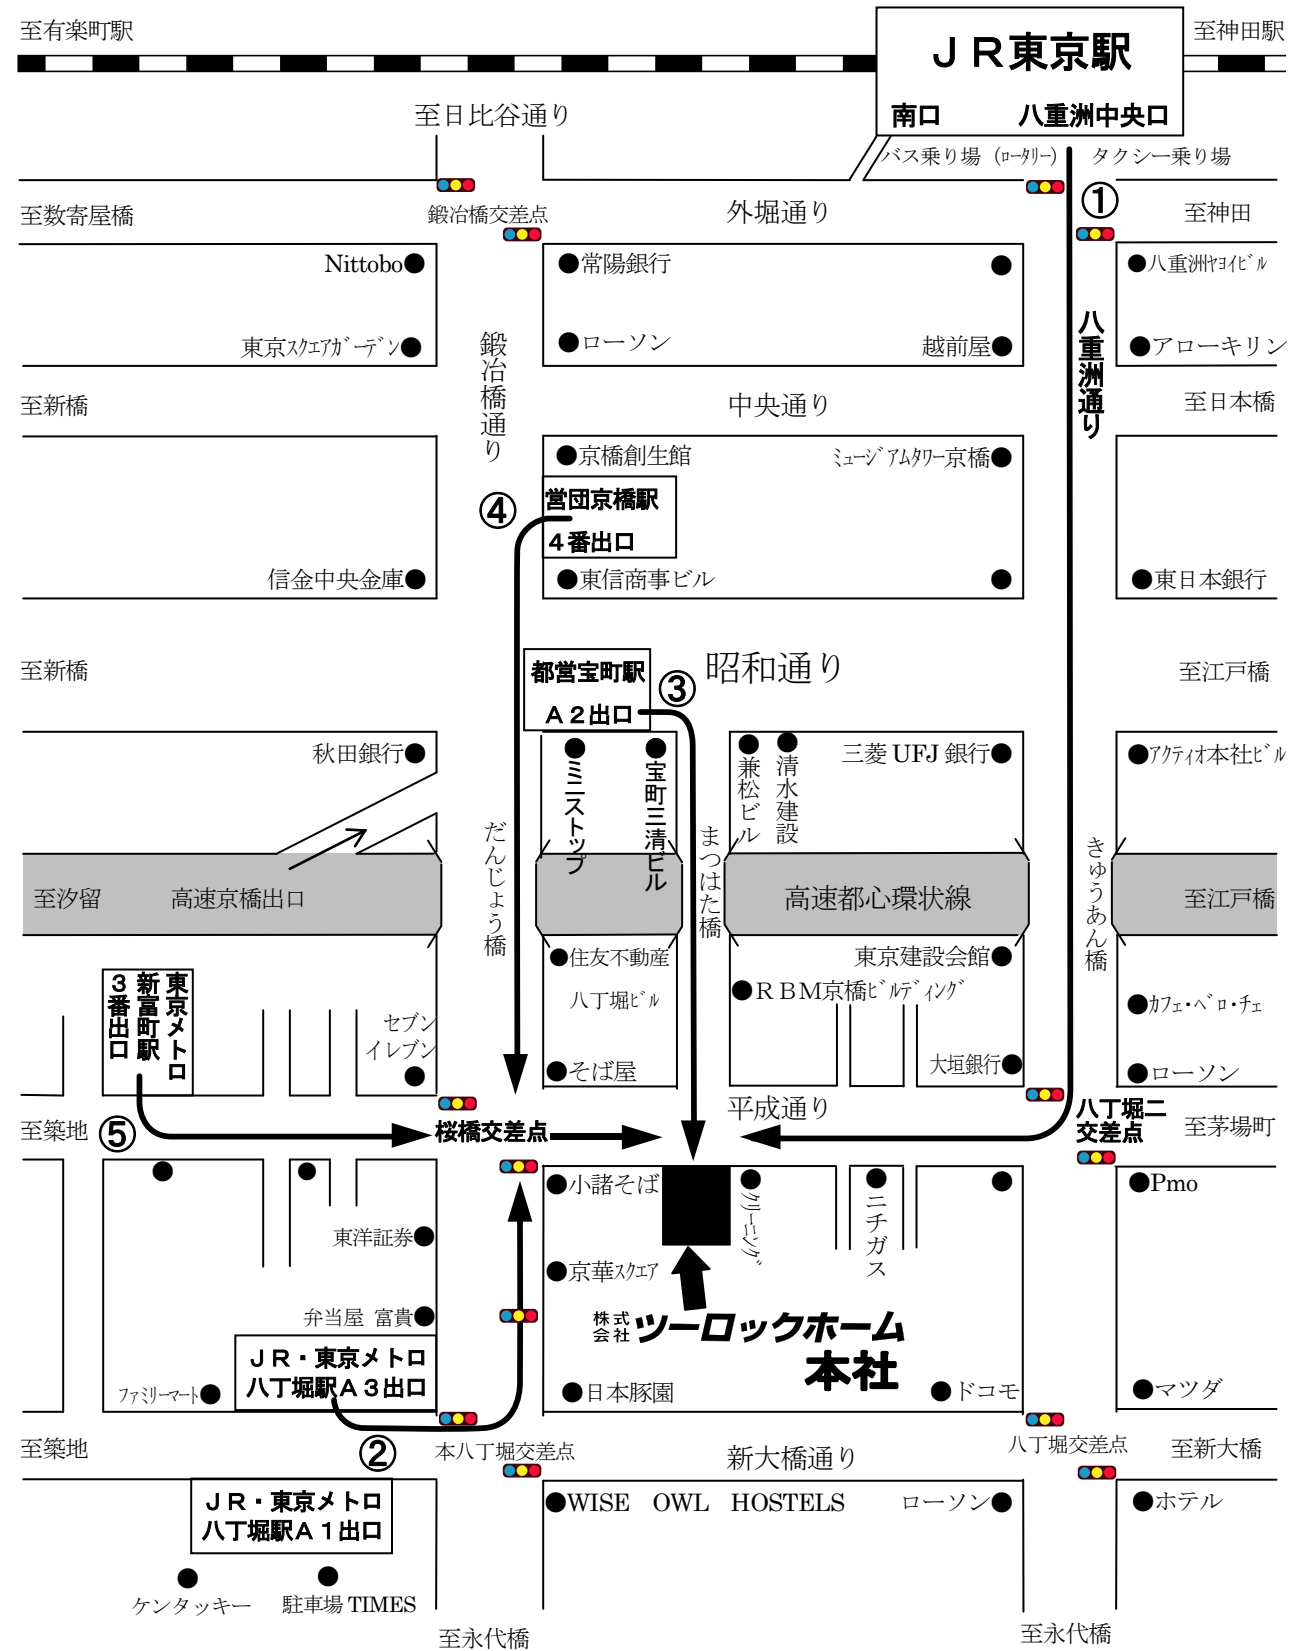 至有楽町駅
至神田駅
ＪＲ東京駅
南口 八重洲中央口
至日比谷通り
バス乗り場 (ﾛｰﾀﾘｰ) タクシー乗り場
①
至数寄屋橋
鍛冶橋交差点
外堀通り
至神田
Nittobo
常陽銀行
八重洲ﾔﾖｲﾋﾞﾙ
東京ｽｸｴｱｶﾞｰﾃﾞﾝ
ローソン
越前屋
アローキリン
鍛冶橋通り
八重洲通り
至新橋
中央通り
至日本橋
京橋創生館
ﾐｭｰｼﾞｱﾑﾀﾜｰ京橋
④
営団京橋駅
４番出口
信金中央金庫
東信商事ビル
東日本銀行
至新橋
都営宝町駅
Ａ２出口
③
昭和通り
至江戸橋
秋田銀行
ミニストップ
宝町三清ビル
兼松ビル
清水建設
三菱 UFJ 銀行
ｱｸﾃｨｵ本社ﾋﾞﾙ
だんじょう橋
まつはた橋
きゅうあん橋
至汐留
高速京橋出口
高速都心環状線
至江戸橋
住友不動産
八丁堀ﾋﾞﾙ
東京建設会館
ＲＢＭ京橋ﾋﾞﾙﾃﾞｨﾝｸﾞ
ｶﾌｪ・ﾍﾞﾛ・ﾁｪ
東京メトロ
新富町駅
３番出口
セブン
イレブン
そば屋
大垣銀行
ローソン
平成通り
八丁堀二
交差点
至築地
⑤
桜橋交差点
至茅場町
小諸そば
ｸﾘｰﾆﾝｸﾞ
ニチガス
Pmo
東洋証券
京華ｽｸｴｱ
弁当屋 富貴
株式
会社
ツーロックホーム
本社
ＪＲ・東京メトロ
八丁堀駅Ａ３出口
ﾌｧﾐﾘｰﾏｰﾄ
日本豚園
ドコモ
マツダ
至築地
②
本八丁堀交差点
新大橋通り
八丁堀交差点
至新大橋
ＪＲ・東京メトロ
八丁堀駅Ａ１出口
WISE OWL HOSTELS
ローソン
ホテル
ケンタッキー
駐車場 TIMES
至永代橋
至永代橋